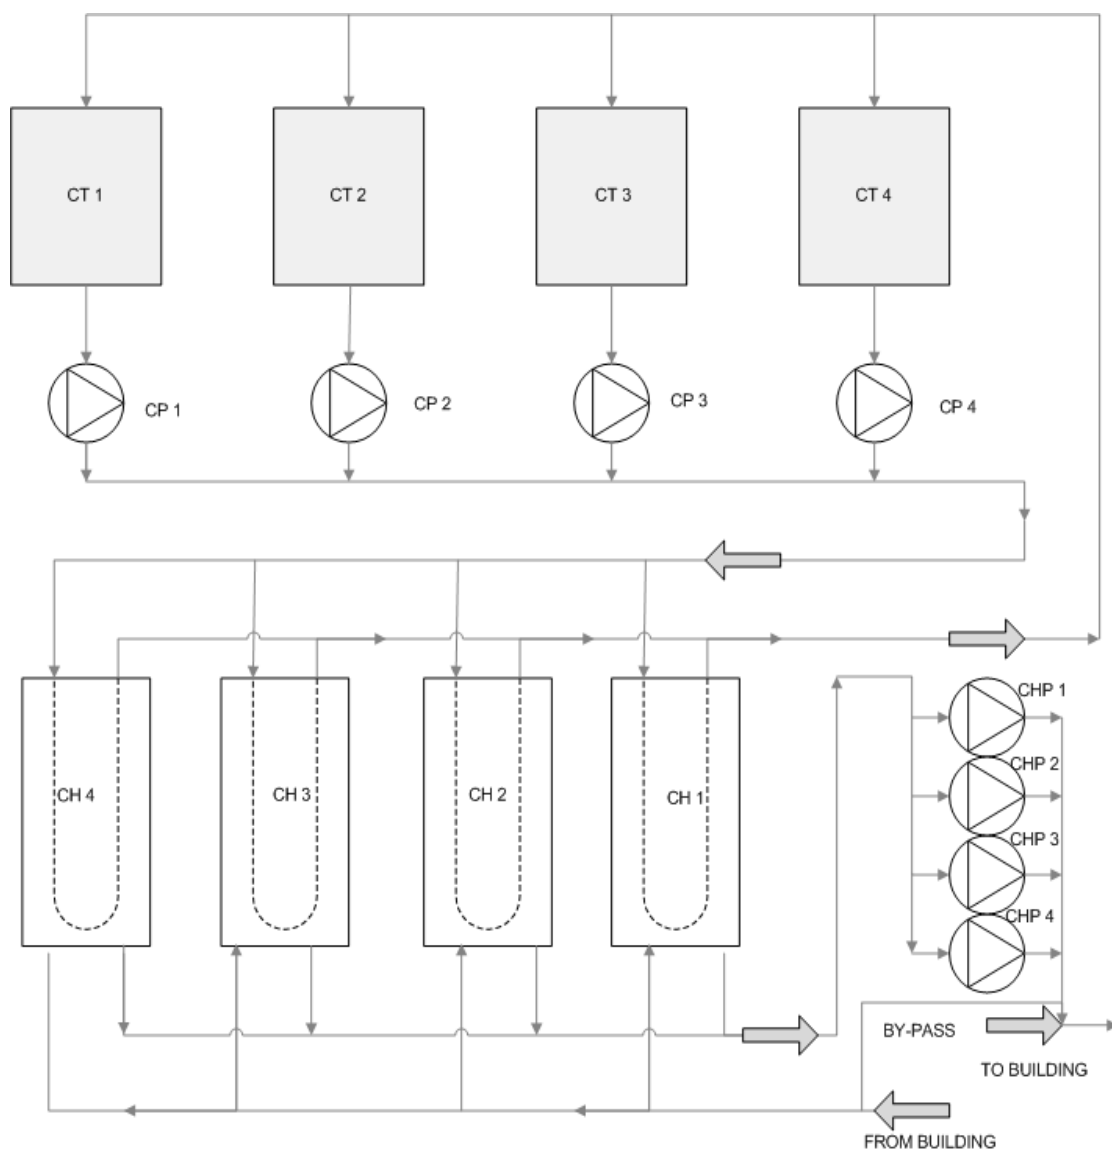 CT 1
CT 2
CT 3
CT 4
CP 1
CP 2
CP 3
CP 4
CHP 1
CHP 2
CHP 3
CHP 4
CH 4
CH 3
CH 2
CH 1
BY-PASS
TO BUILDING
FROM BUILDING